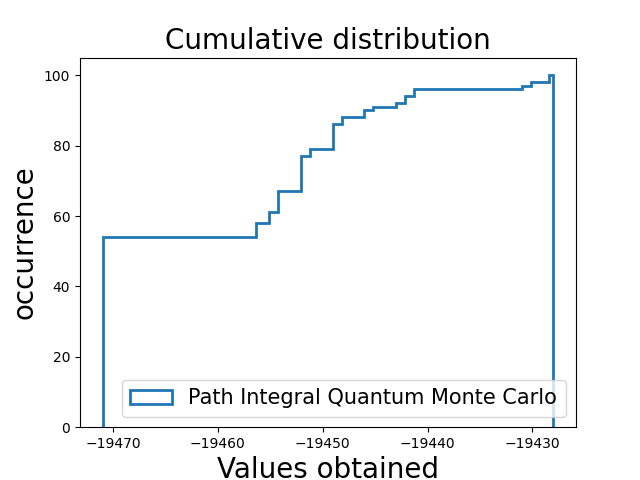 Cumulative distribution
occurrence
100
80
60
40
20
0
Path Integral Quantum Monte Carlo
−19470 −19460 −19450 −19440 −19430
Values obtained